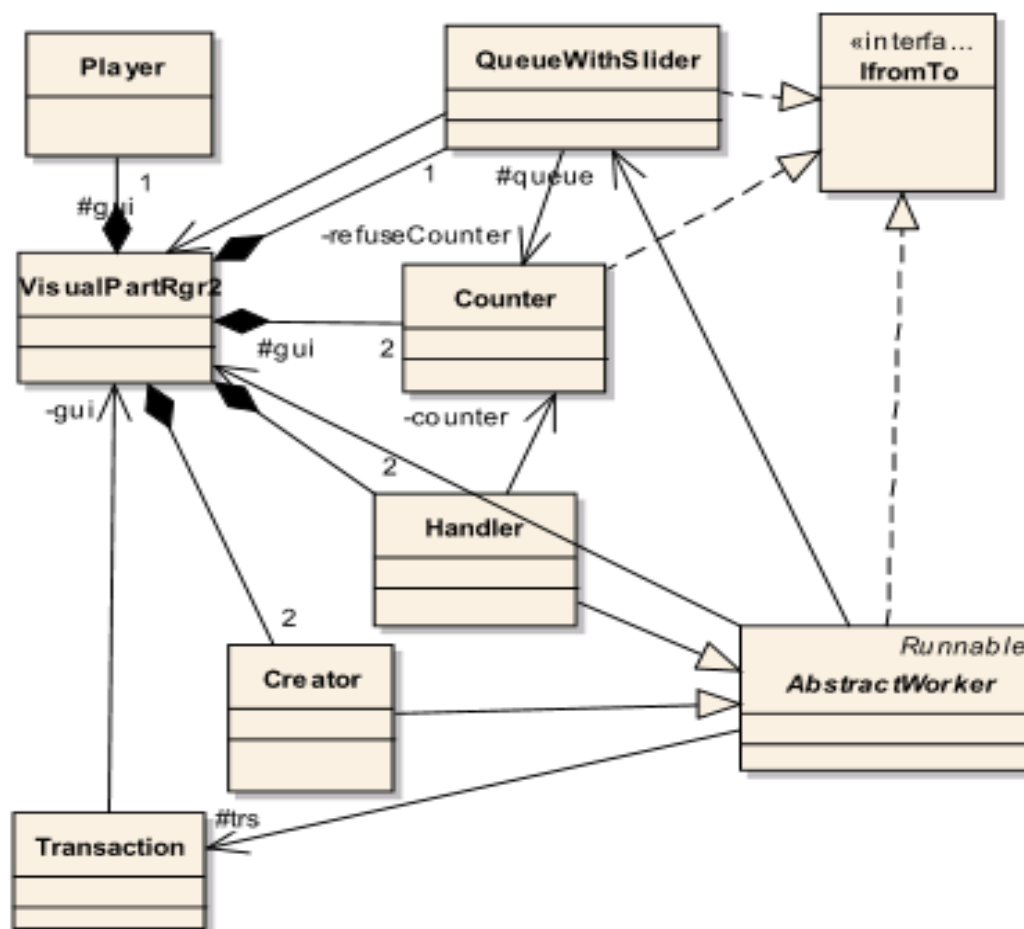 «interfa...
IfromTo
QueueWithSlider
Player
1
#gui
1
#queue
-refuseCounter
VisualPartRgr2
Counter
#gui
2
-gui
-counter
2
Handler
2
Runnable
AbstractWorker
Creator
#trs
Transaction